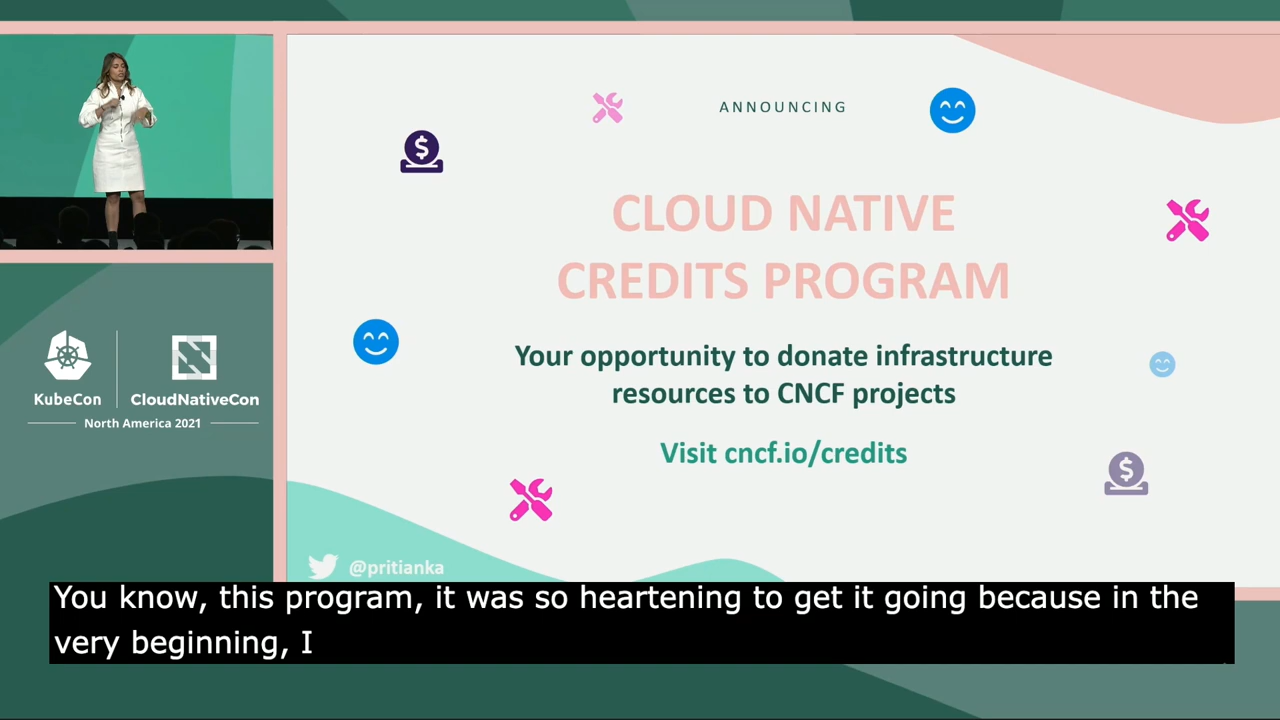 ANNOUNCING
$
CLOUD NATIVE
CREDITS PROGRAM
Your opportunity to donate infrastructure
resources to CNCF projects
Visit cncf.io/credits
$
@pritianka
KubeCon
CloudNativeCon
North America 2021
You know, this program, it was so heartening to get it going because in the
very beginning, I